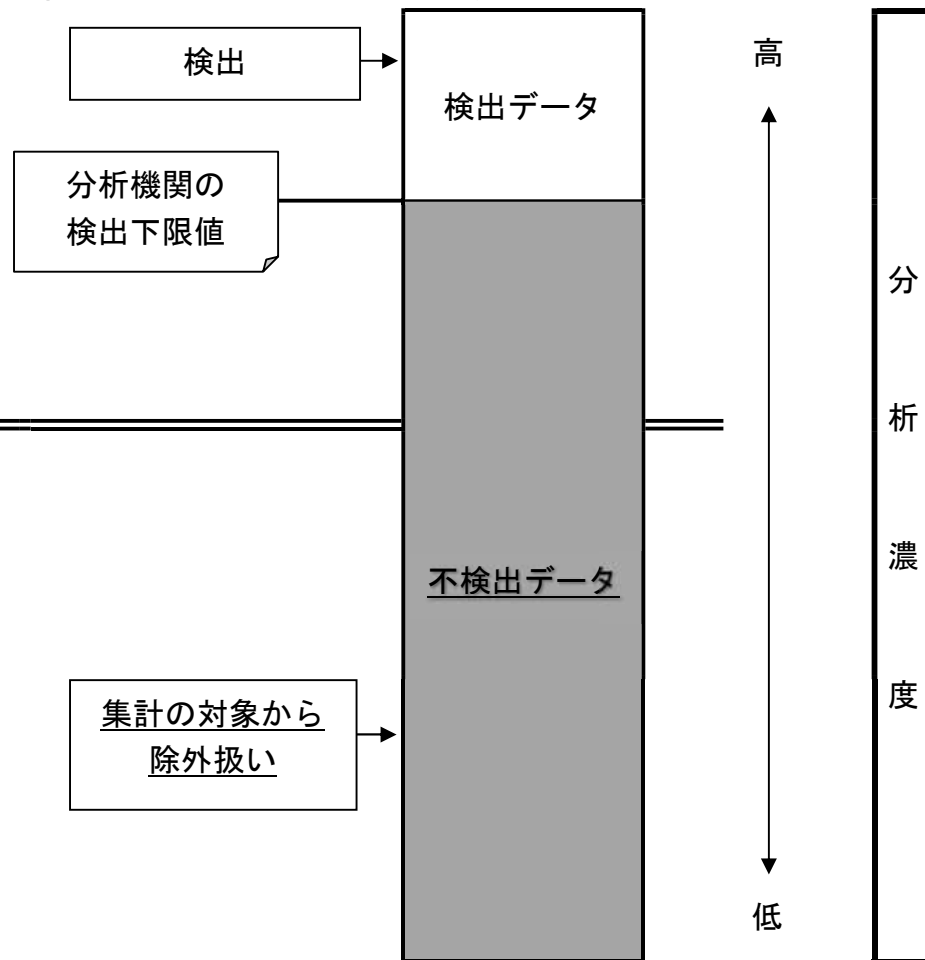 検出
検出データ
高
分析機関の
検出下限値
分
析
濃
度
不検出データ
集計の対象から
除外扱い
低